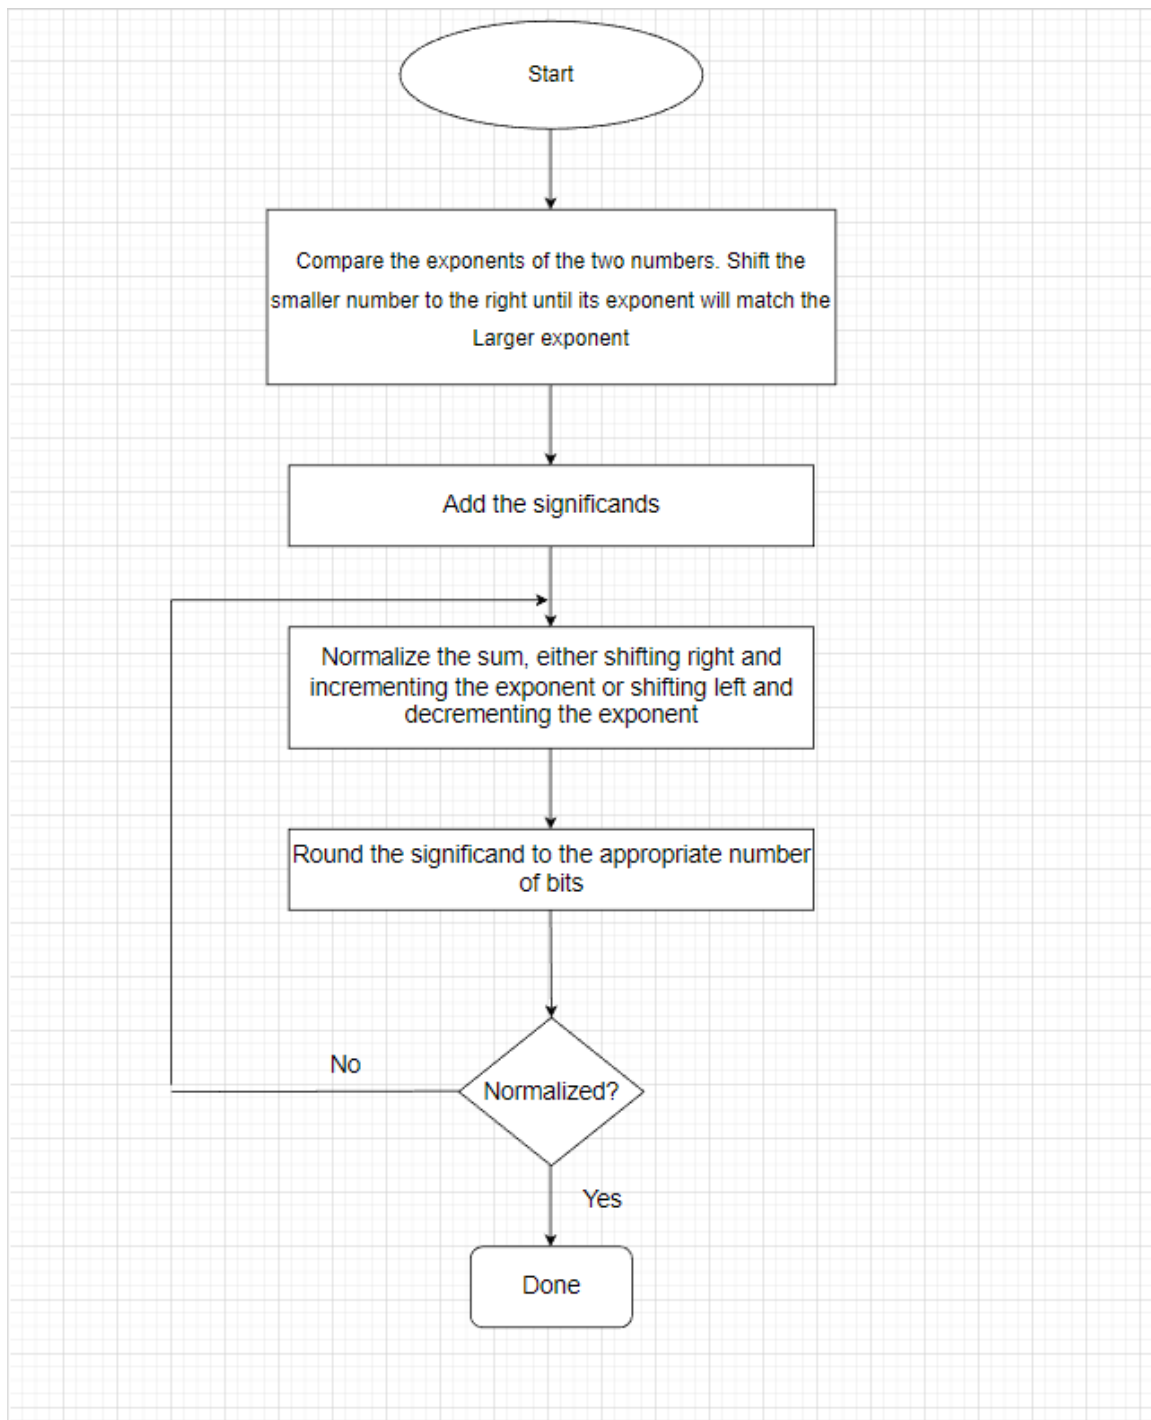 Start
Compare the exponents of the two numbers. Shift the
smaller number to the right until its exponent will match the
Larger exponent
Add the significands
Normalize the sum, either shifting right and
incrementing the exponent or shifting left and
decrementing the exponent
Round the significand to the appropriate number
of bits
No
Normalized?
Yes
Done